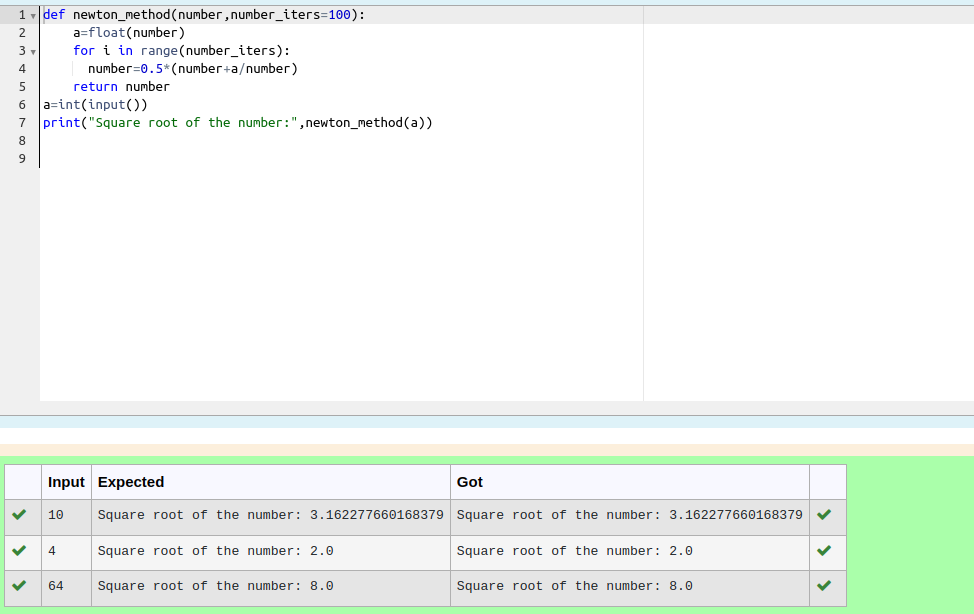 1 def newton_method(number,number_iters=100):
2     a=float(number)
3     for i in range(number_iters):
4       number=0.5*(number+a/number)
5     return number
6 a=int(input())
7 print("Square root of the number:",newton_method(a))
8
9
Input Expected Got
10 Square root of the number: 3.162277660168379 Square root of the number: 3.162277660168379
4 Square root of the number: 2.0 Square root of the number: 2.0
64 Square root of the number: 8.0 Square root of the number: 8.0